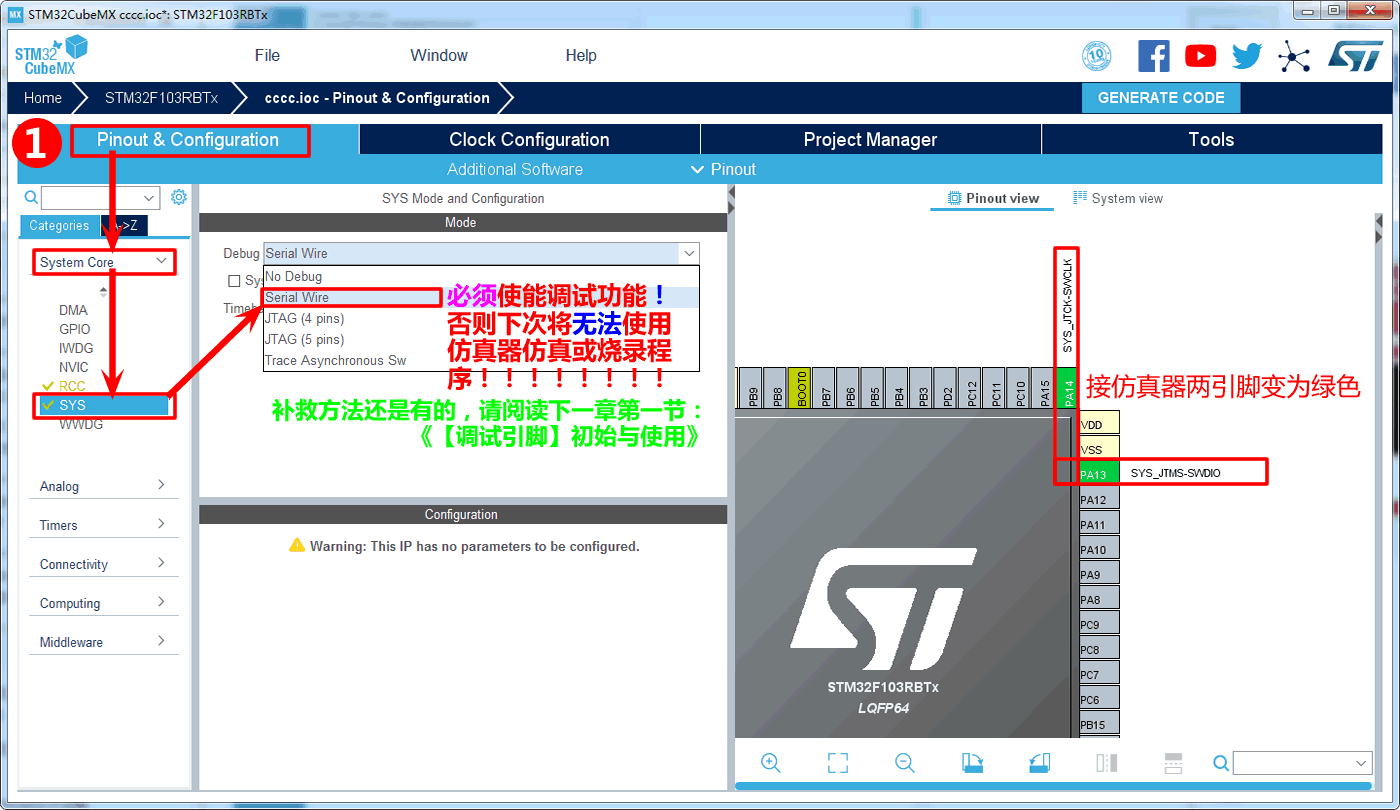 MX STM32CubeMX cccc.ioc*: STM32F103RBTx
STM32
CubeMX
File
Window
Help
10
ST
Home
STM32F103RBTx
cccc.ioc - Pinout & Configuration
GENERATE CODE
1
Pinout & Configuration
Clock Configuration
Project Manager
Tools
Additional Software
Pinout
Categories
A->Z
System Core
DMA
GPIO
IWDG
NVIC
RCC
SYS
WWDG
Analog
Timers
Connectivity
Computing
Middleware
SYS Mode and Configuration
Mode
Debug
Serial Wire
Sys
Timeb
No Debug
Serial Wire
JTAG (4 pins)
JTAG (5 pins)
Trace Asynchronous Sw
必须使能调试功能！
否则下次将无法使用
仿真器仿真或烧录程
序！！！！！！！！
补救方法还是有的，请阅读下一章第一节：
《【调试引脚】初始与使用》
Configuration
Warning: This IP has no parameters to be configured.
Pinout view
System view
SYS_JTCK-SWCLK
PB9
PB8
BOOT0
PB7
PB6
PB5
PB4
PB3
PD2
PC12
PC11
PC10
PA15
PA14
接仿真器两引脚变为绿色
VDD
VSS
PA13
SYS_JTMS-SWDIO
PA12
PA11
PA10
PA9
PA8
PC9
PC8
PC7
PC6
PB15
ST
STM32F103RBTx
LQFP64